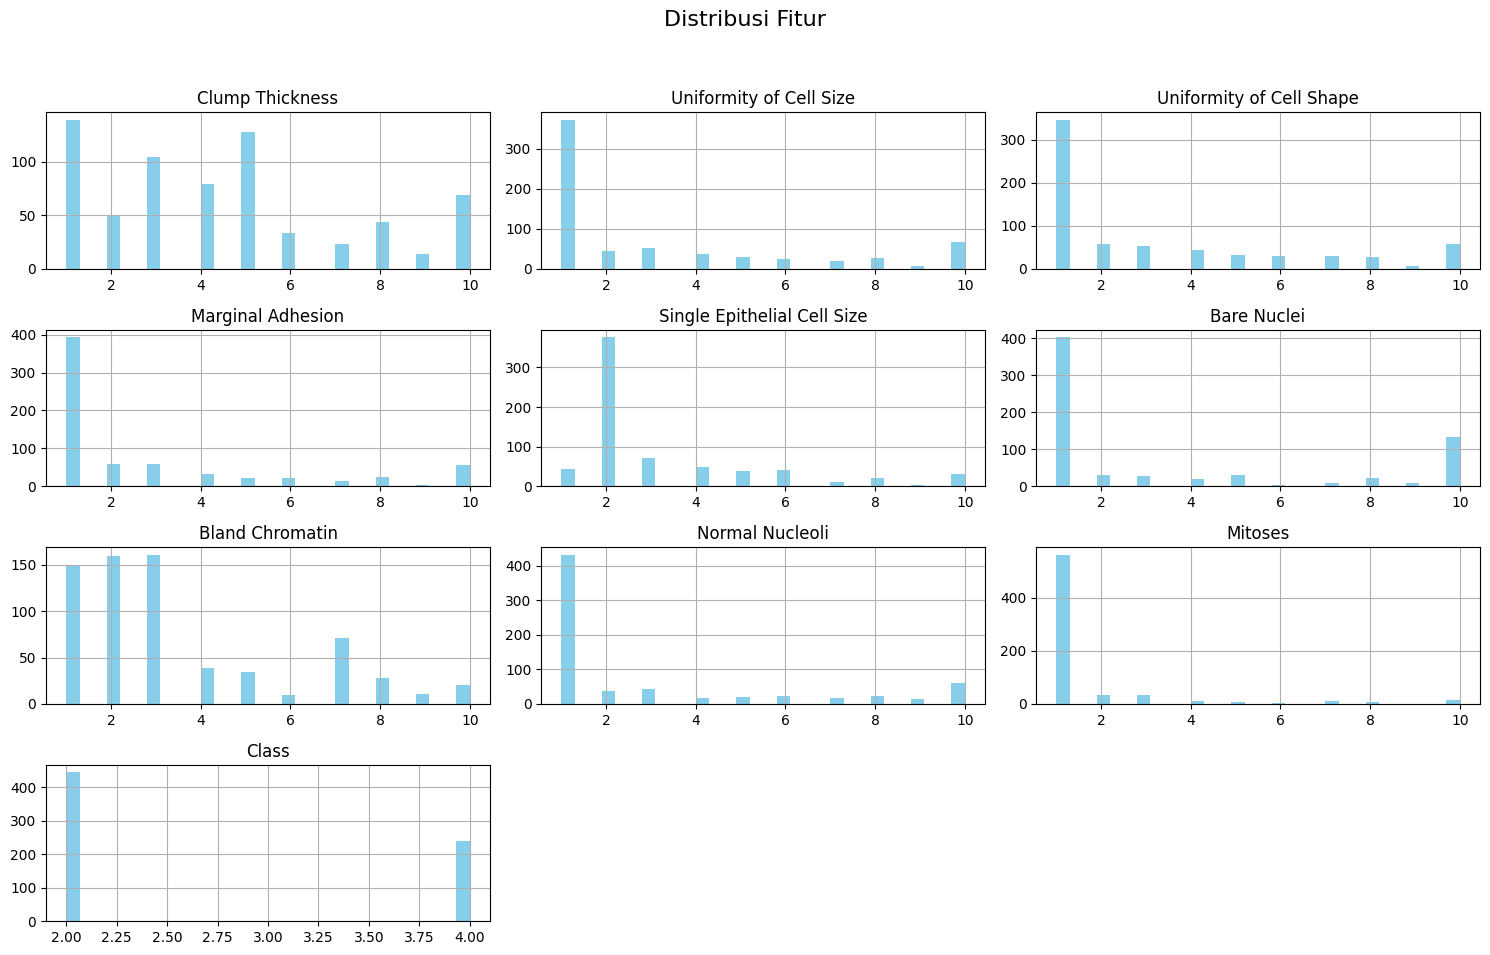 Distribusi Fitur
Clump Thickness
Uniformity of Cell Size
Uniformity of Cell Shape
100
50
0
2 4 6 8 10
300
200
100
0
2 4 6 8 10
300
200
100
0
2 4 6 8 10
Marginal Adhesion
Single Epithelial Cell Size
Bare Nuclei
400
300
200
100
0
2 4 6 8 10
300
200
100
0
2 4 6 8 10
400
300
200
100
0
2 4 6 8 10
Bland Chromatin
Normal Nucleoli
Mitoses
150
100
50
0
2 4 6 8 10
400
300
200
100
0
2 4 6 8 10
400
200
0
2 4 6 8 10
Class
400
300
200
100
0
2.00 2.25 2.50 2.75 3.00 3.25 3.50 3.75 4.00